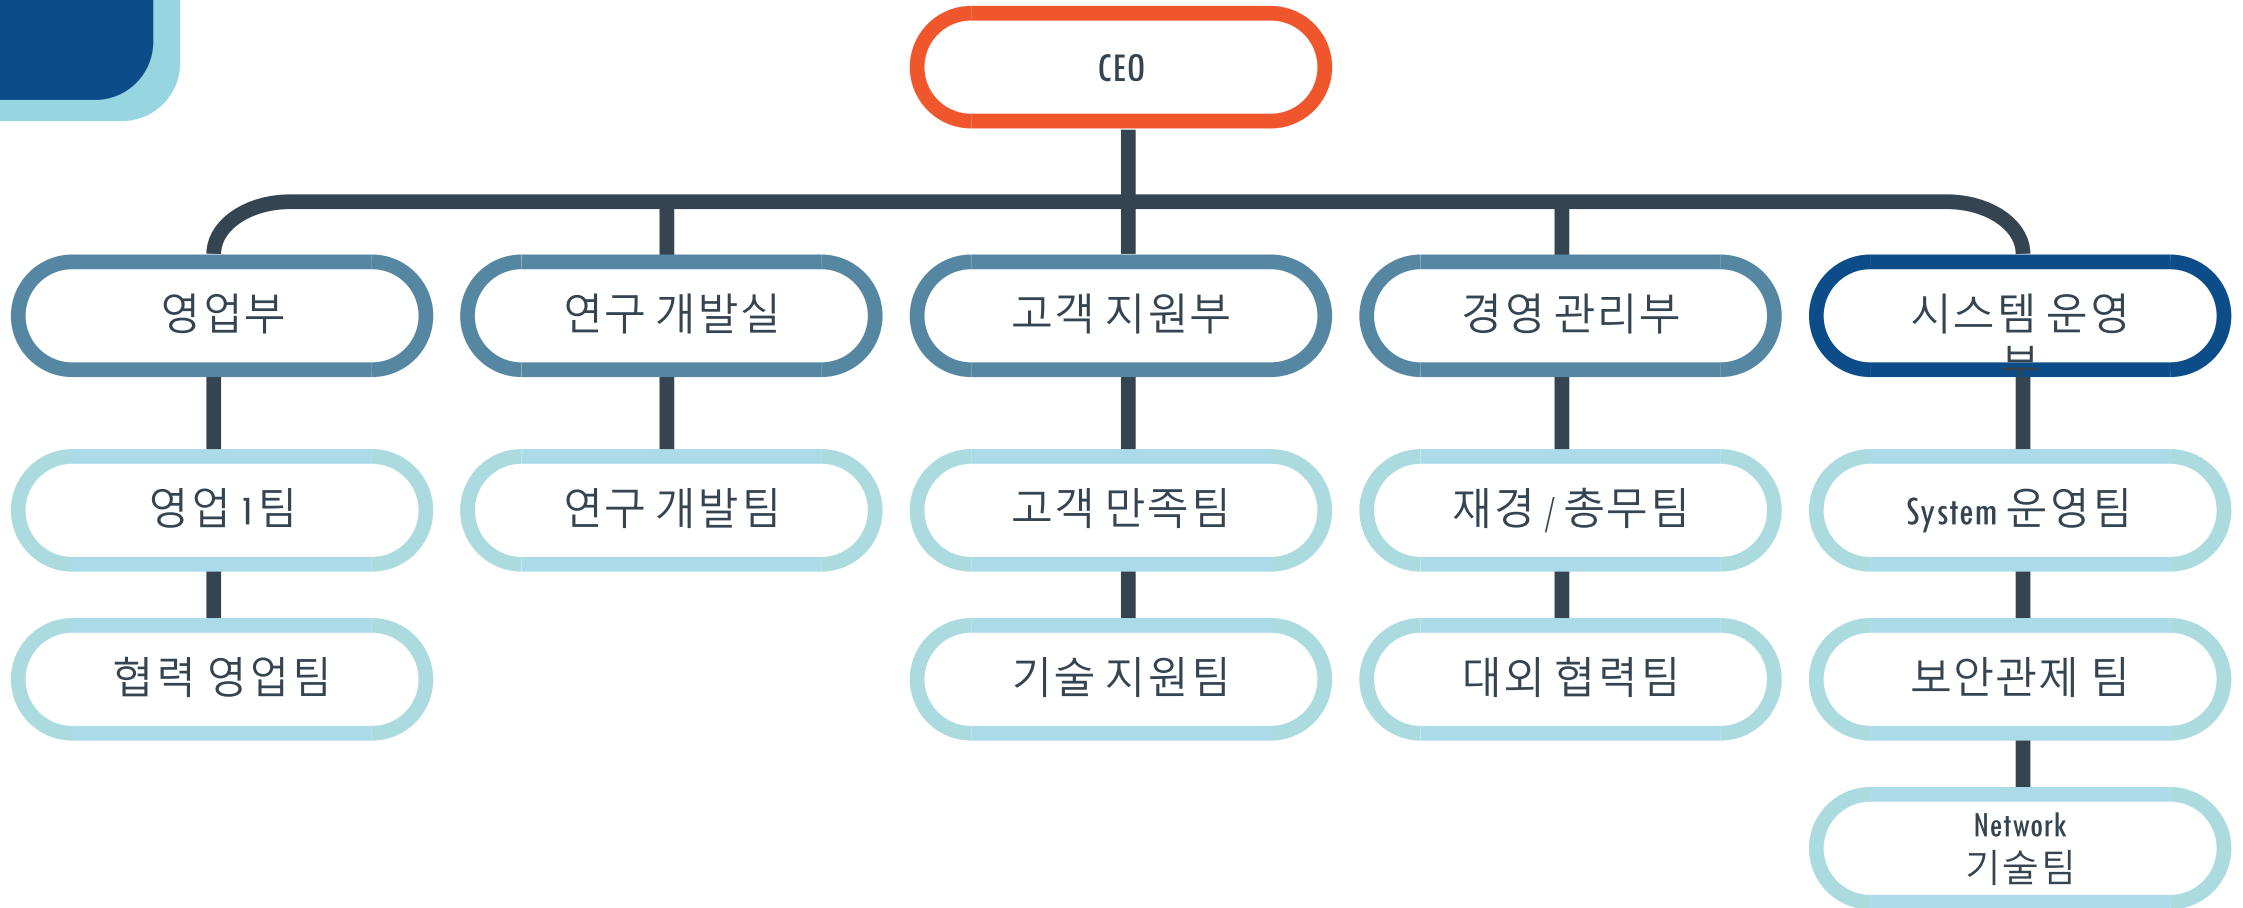 CEO
영업부
연구 개발실
고객 지원부
경영 관리부
시스템 운영
부
영업 1팀
연구 개발팀
고객 만족팀
재경 / 총무팀
System 운영팀
협력 영업팀
기술 지원팀
대외 협력팀
보안관제 팀
Network
기술팀